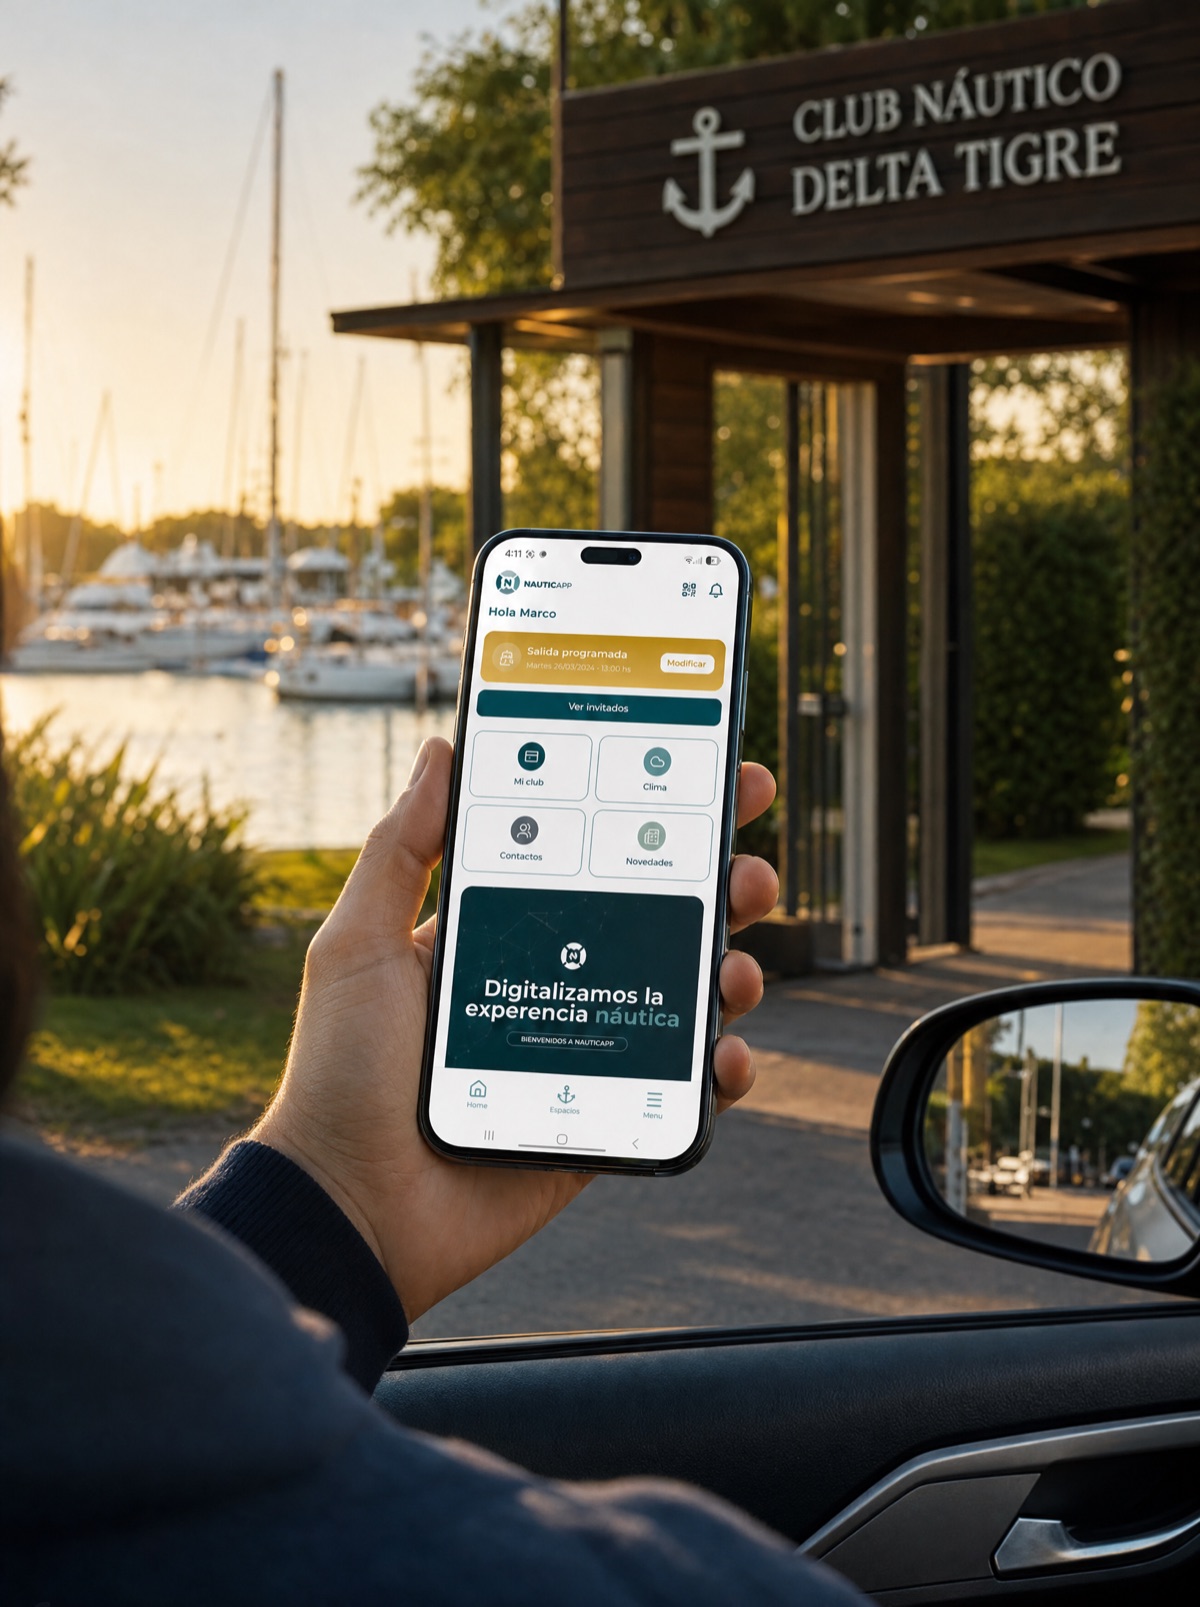 CLUB NÁUTICO
DELTA TIGRE
4:11
N NAUTICAPP
Hola Marco
Salida programada
Martes 26/03/2024 - 13:00 hs
Modificar
Ver invitados
Mi club
Clima
Contactos
Novedades
N
Digitalizamos la
experencia náutica
BIENVENIDOS A NAUTICAPP
Home
Espacios
Menu